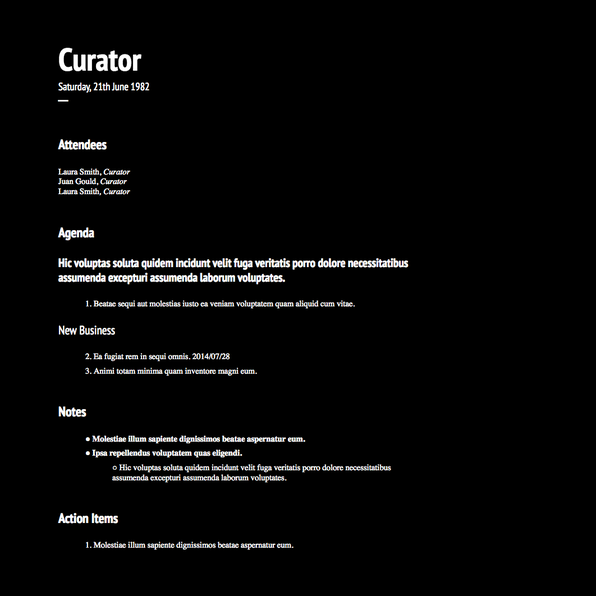 Curator
Saturday, 21th June 1982
—
Attendees
Laura Smith, Curator
Juan Gould, Curator
Laura Smith, Curator
Agenda
Hic voluptas soluta quidem incidunt velit fuga veritatis porro dolore necessitatibus
assumenda excepturi assumenda laborum voluptates.
1. Beatae sequi aut molestias iusto ea veniam voluptatem quam aliquid cum vitae.
New Business
2. Ea fugiat rem in sequi omnis. 2014/07/28
3. Animi totam minima quam inventore magni eum.
Notes
● Molestiae illum sapiente dignissimos beatae aspernatur eum.
● Ipsa repellendus voluptatem quas eligendi.
○ Hic voluptas soluta quidem incidunt velit fuga veritatis porro dolore necessitatibus
assumenda excepturi assumenda laborum voluptates.
Action Items
1. Molestiae illum sapiente dignissimos beatae aspernatur eum.